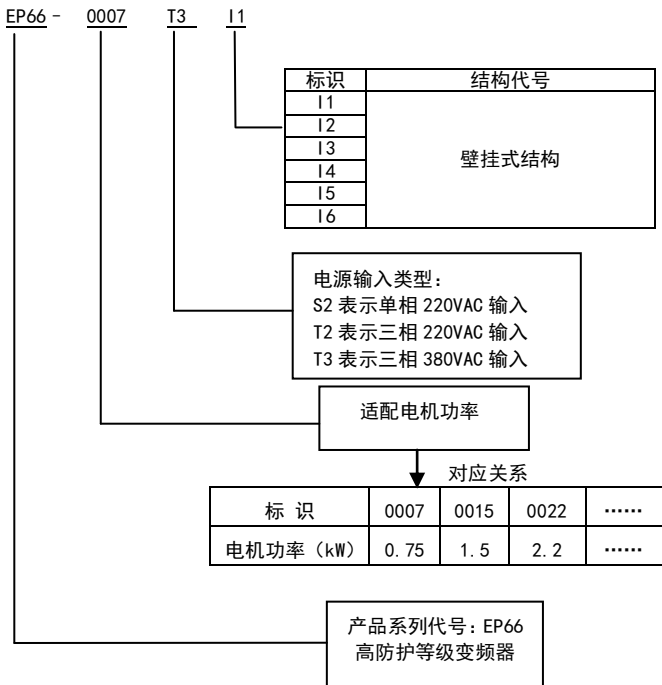 EP66 - 0007 T3 I1
标识 结构代号
I1
I2
I3
I4
I5
I6
壁挂式结构
电源输入类型：
S2 表示单相 220VAC 输入
T2 表示三相 220VAC 输入
T3 表示三相 380VAC 输入
适配电机功率
对应关系
标 识 0007 0015 0022 ……
电机功率（kW） 0.75 1.5 2.2 ……
产品系列代号：EP66
高防护等级变频器